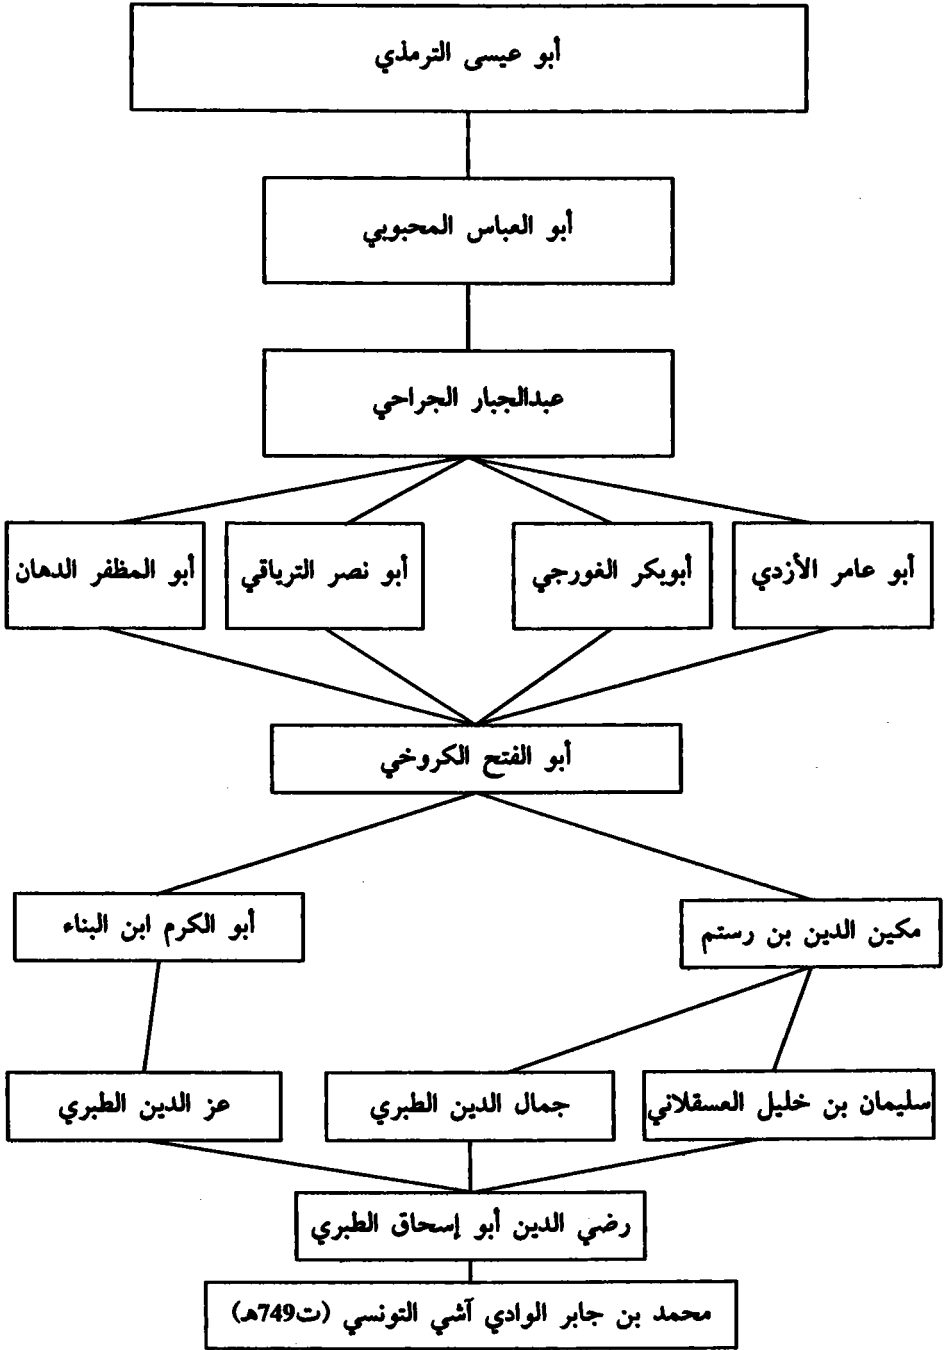 أبو عيسى الترمذي
أبو العباس المحبوبي
عبدالجبار الجراحي
أبو عامر الأزدي
أبوبكر الغورجي
أبو نصر الترياقي
أبو المظفر الدهان
أبو الفتح الكروخي
مكين الدين بن رستم
أبو الكرم ابن البناء
سليمان بن خليل العسقلاني
جمال الدين الطبري
عز الدين الطبري
رضي الدين أبو إسحاق الطبري
محمد بن جابر الوادي آشي التونسي (ت749هـ)